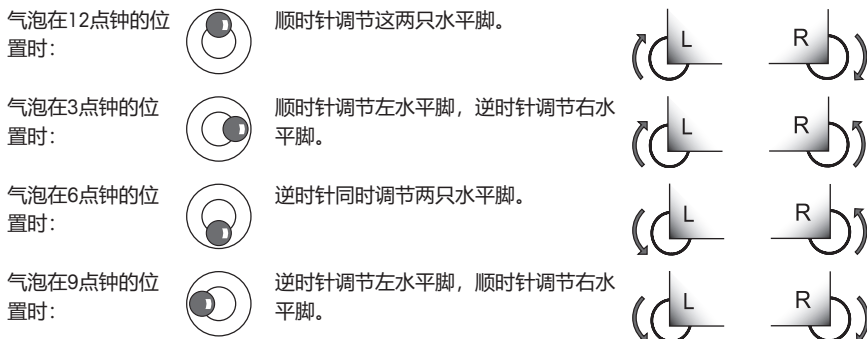 气泡在12点钟的位
置时：
顺时针调节这两只水平脚。
L
R
气泡在3点钟的位
置时：
顺时针调节左水平脚，逆时针调节右水
平脚。
L
R
气泡在6点钟的位
置时：
逆时针同时调节两只水平脚。
L
R
气泡在9点钟的位
置时：
逆时针调节左水平脚，顺时针调节右水
平脚。
L
R